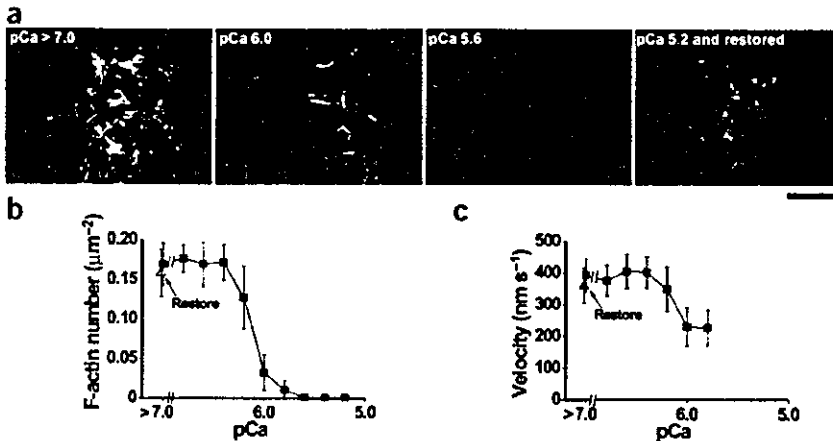 a
pCa > 7.0
pCa 6.0
pCa 5.6
pCa 5.2 and restored
b
F-actin number (μm⁻²)
0.20
0.15
0.10
0.05
0
Restore
>7.0
6.0
5.0
pCa
c
Velocity (nm s⁻¹)
500
400
300
200
100
0
Restore
>7.0
6.0
5.0
pCa